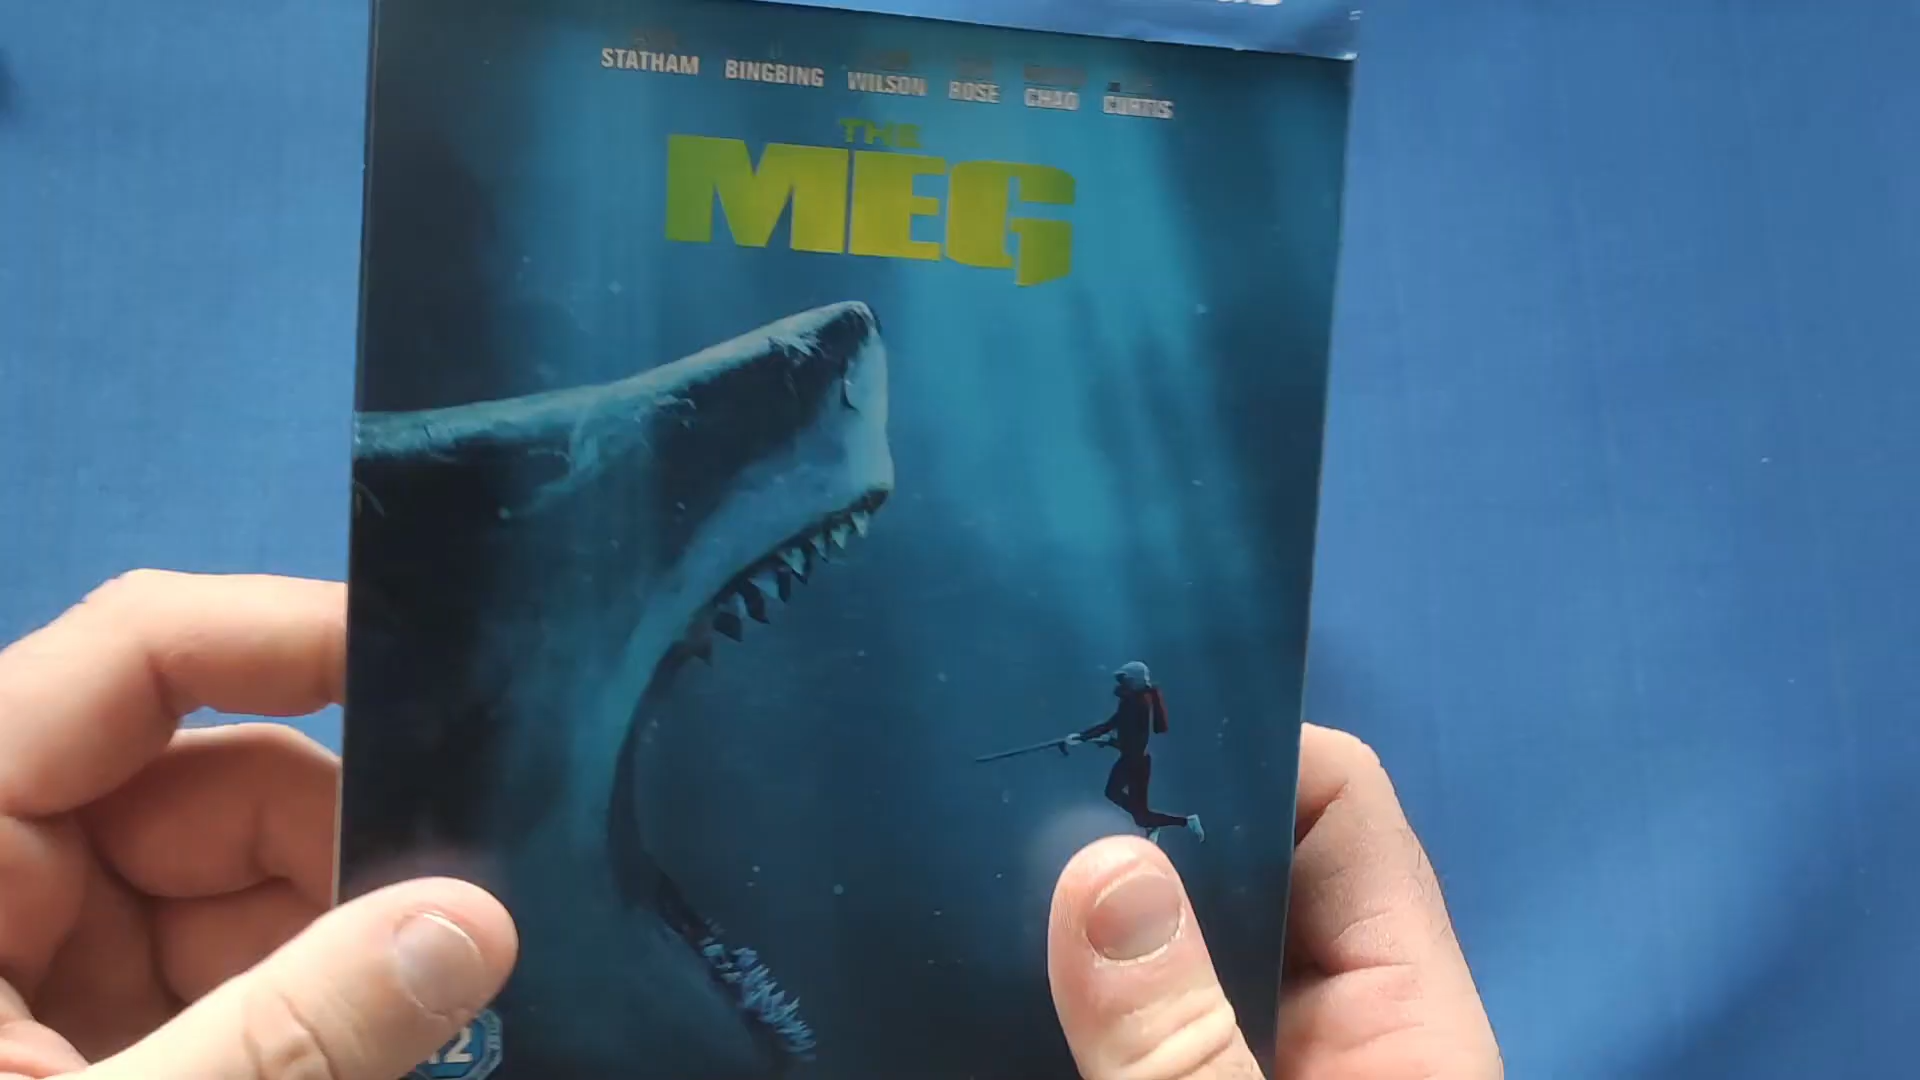 STATHAM BINGBING WILSON ROSE CHAO CURTIS
THE
MEG
12